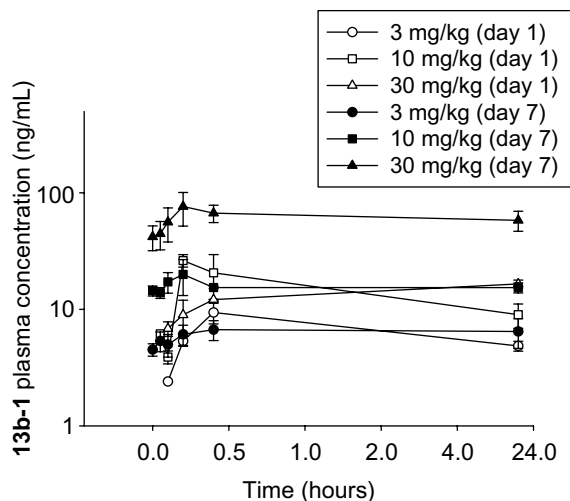 3 mg/kg (day 1)
10 mg/kg (day 1)
30 mg/kg (day 1)
3 mg/kg (day 7)
10 mg/kg (day 7)
30 mg/kg (day 7)
13b-1 plasma concentration (ng/mL)
100
10
1
0.0 0.5 1.0 2.0 4.0 24.0
Time (hours)